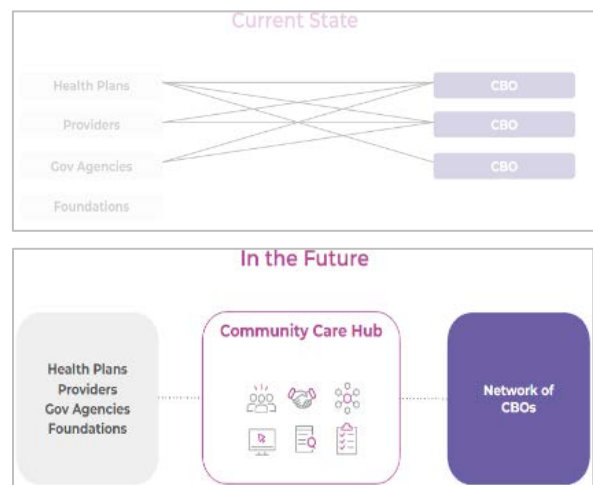 Current State
Health Plans
CBO
Providers
CBO
Gov Agencies
CBO
Foundations
In the Future
Community Care Hub
Health Plans
Providers
Gov Agencies
Foundations
Network of
CBOs